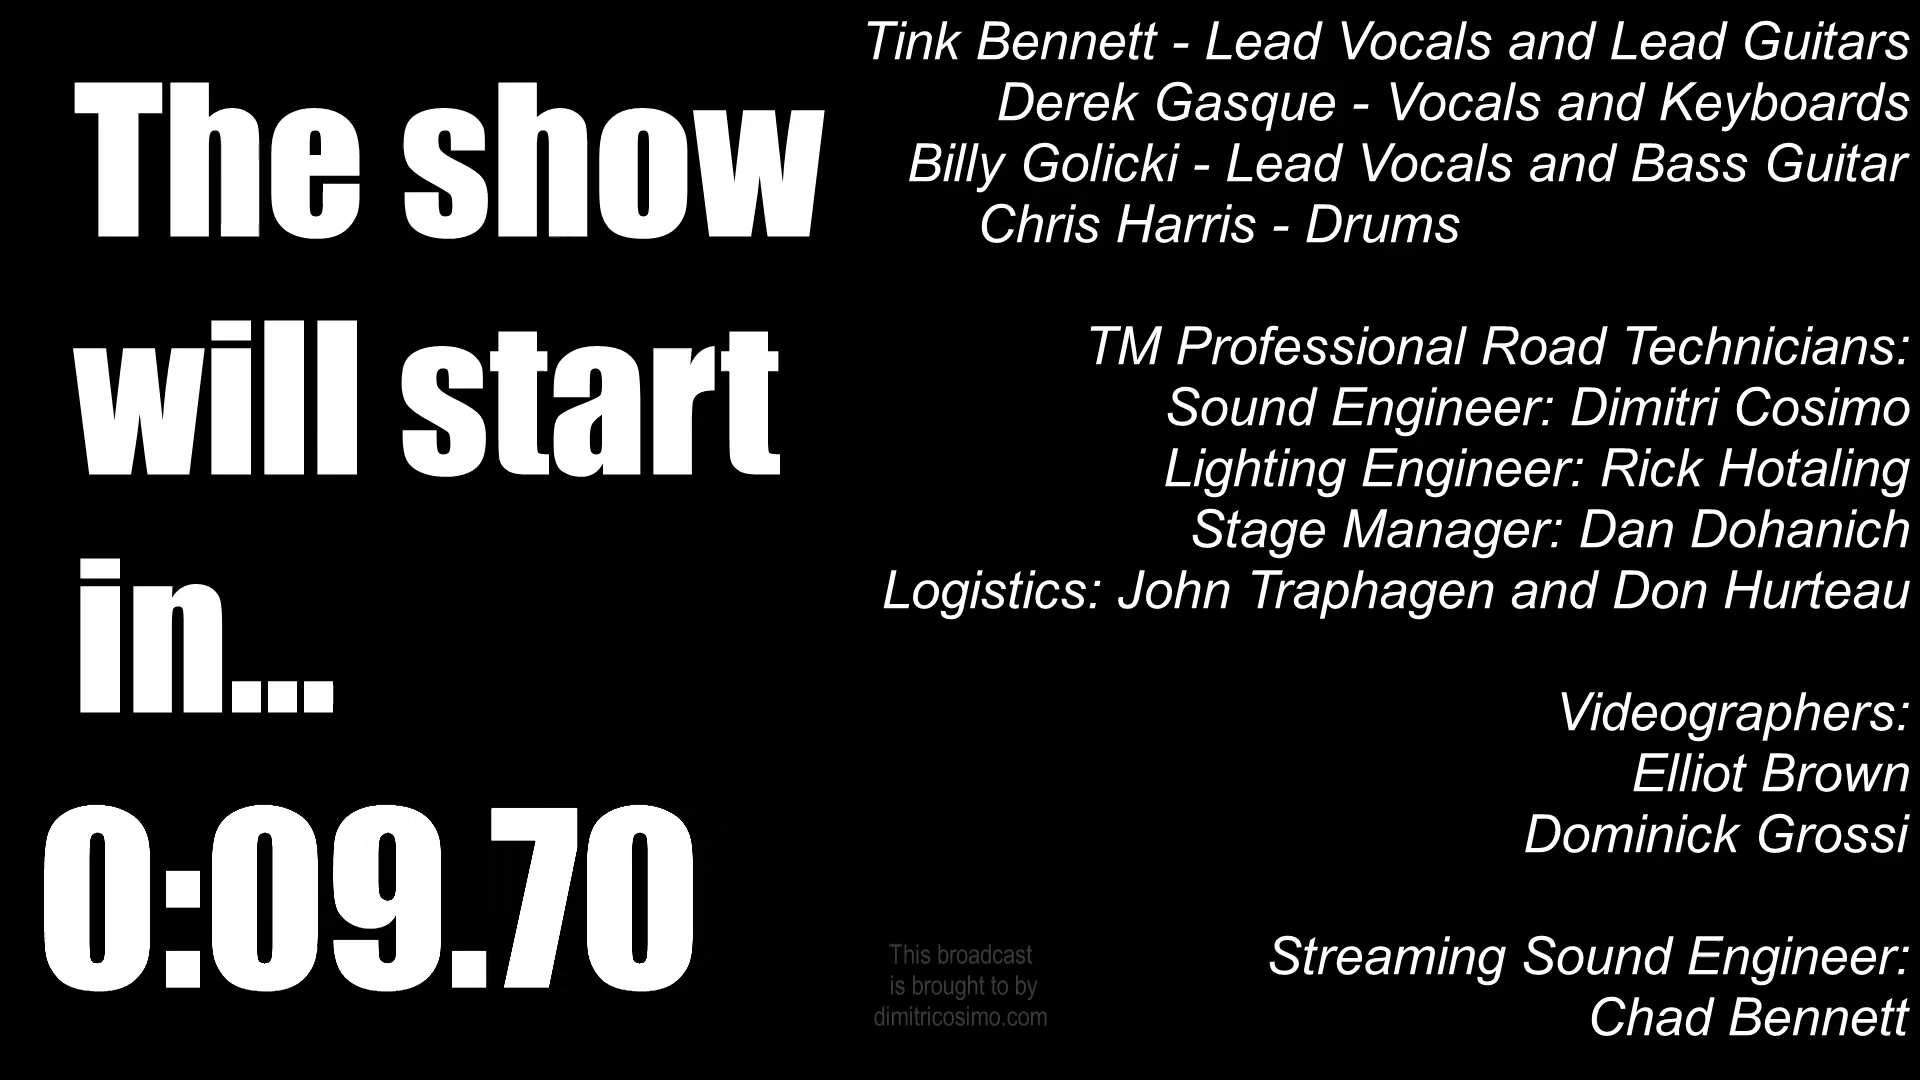 The show
will start
in...
0:09.70
Tink Bennett - Lead Vocals and Lead Guitars
Derek Gasque - Vocals and Keyboards
Billy Golicki - Lead Vocals and Bass Guitar
Chris Harris - Drums
TM Professional Road Technicians:
Sound Engineer: Dimitri Cosimo
Lighting Engineer: Rick Hotaling
Stage Manager: Dan Dohanich
Logistics: John Traphagen and Don Hurteau
Videographers:
Elliot Brown
Dominick Grossi
Streaming Sound Engineer:
Chad Bennett
This broadcast
is brought to by
dimitricosimo.com